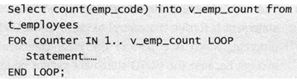 Select count(emp_code) into v_emp_count from
t_employees
FOR counter IN 1.. v_emp_count LOOP
Statement……
END LOOP;